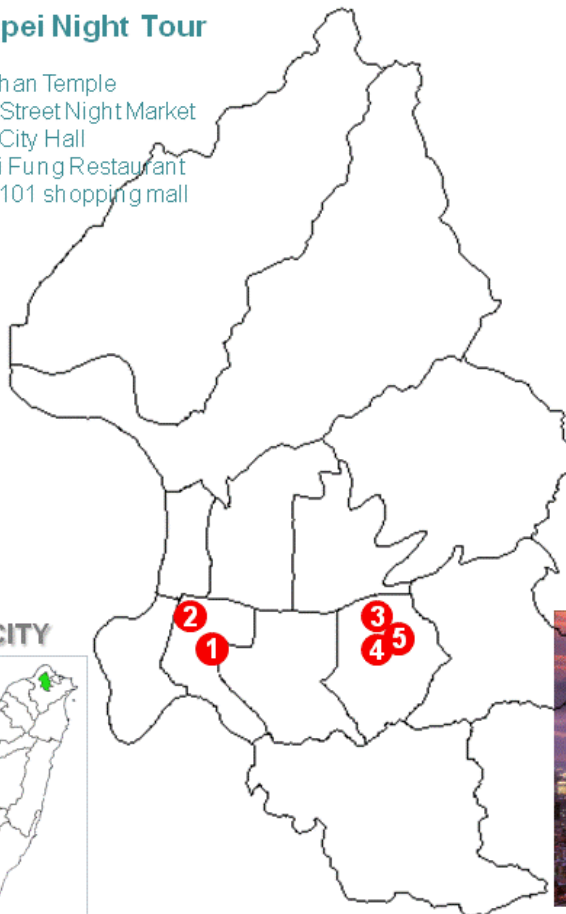 pei Night Tour
han Temple
Street Night Market
City Hall
i Fung Restaurant
101 shopping mall
2
3
1
5
4
CITY